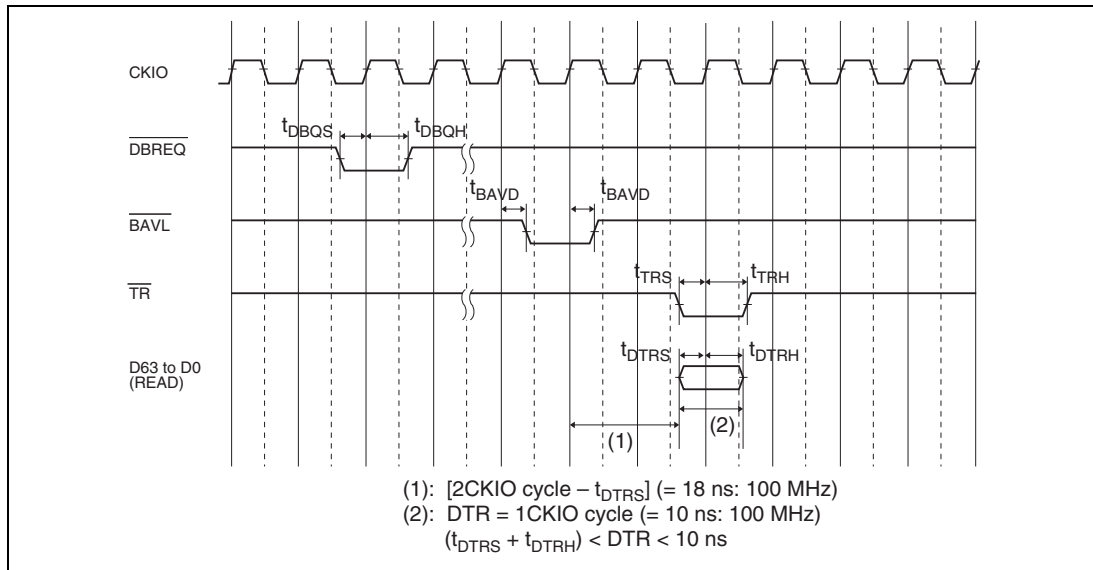 CKIO
DBREQ
tDBQS
tDBQH
BAVL
tBAVD
tBAVD
TR
tTRS
tTRH
D63 to D0
(READ)
tDTRS
tDTRH
(1)
(2)
(1): [2CKIO cycle – tDTRS] (= 18 ns: 100 MHz)
(2): DTR = 1CKIO cycle (= 10 ns: 100 MHz)
(tDTRS + tDTRH) < DTR < 10 ns